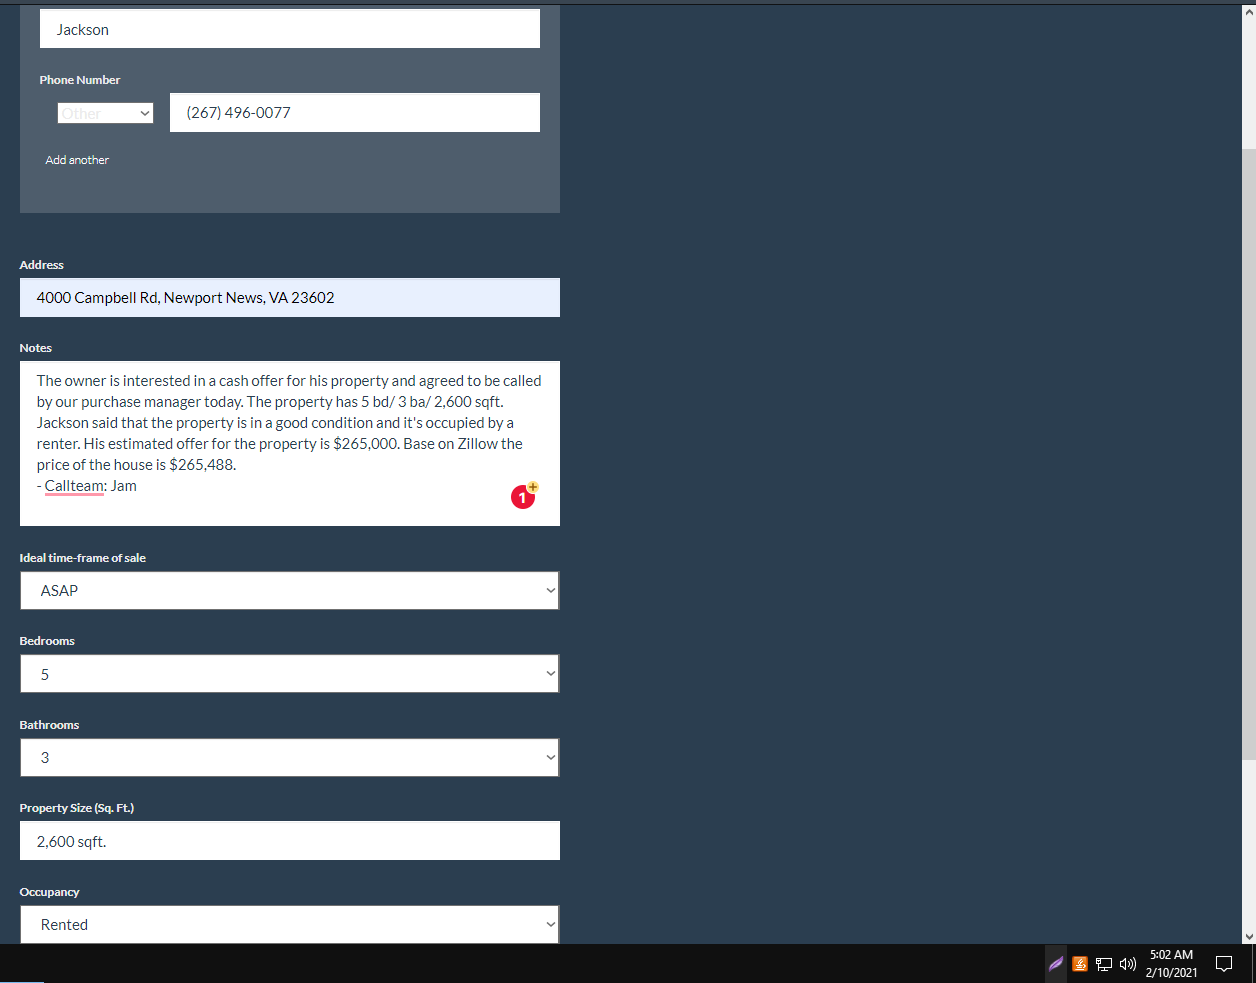 Jackson
Phone Number
Other
(267) 496-0077
Add another
Address
4000 Campbell Rd, Newport News, VA 23602
Notes
The owner is interested in a cash offer for his property and agreed to be called
by our purchase manager today. The property has 5 bd/ 3 ba/ 2,600 sqft.
Jackson said that the property is in a good condition and it's occupied by a
renter. His estimated offer for the property is $265,000. Base on Zillow the
price of the house is $265,488.
- Callteam: Jam
1
+
Ideal time-frame of sale
ASAP
Bedrooms
5
Bathrooms
3
Property Size (Sq. Ft.)
2,600 sqft.
Occupancy
Rented
5:02 AM
2/10/2021